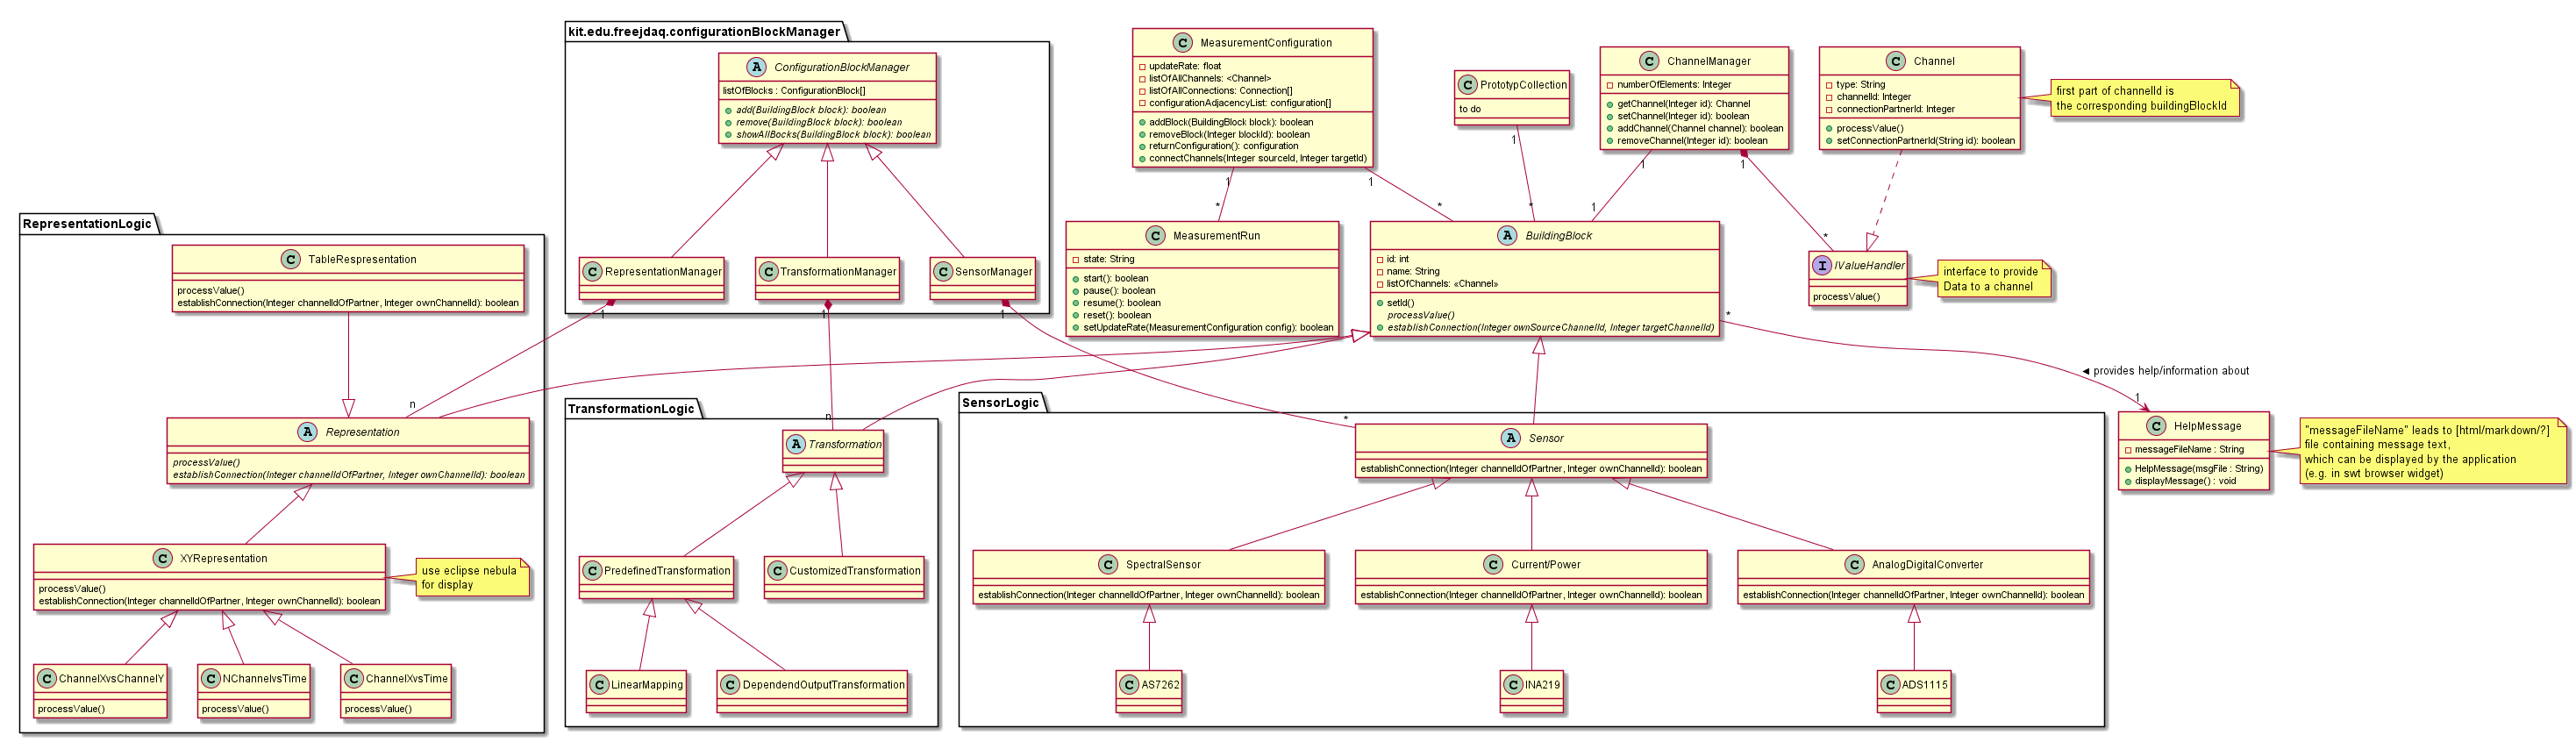 kit.edu.freejdaq.configurationBlockManager
A ConfigurationBlockManager
listOfBlocks : ConfigurationBlock[]
add(BuildingBlock block): boolean
remove(BuildingBlock block): boolean
showAllBocks(BuildingBlock block): boolean
C RepresentationManager
1
C TransformationManager
1
C SensorManager
1
C MeasurementConfiguration
updateRate: float
listOfAllChannels: <Channel>
listOfAllConnections: Connection[]
configurationAdjacencyList: configuration[]
addBlock(BuildingBlock block): boolean
removeBlock(Integer blockId): boolean
returnConfiguration(): configuration
connectChannels(Integer sourceId, Integer targetId)
1
1
C PrototypCollection
to do
1
C ChannelManager
numberOfElements: Integer
getChannel(Integer id): Channel
setChannel(Integer id): boolean
addChannel(Channel channel): boolean
removeChannel(Integer id): boolean
1
1
C Channel
type: String
channelId: Integer
connectionPartnerId: Integer
processValue()
setConnectionPartnerId(String id): boolean
first part of channelId is
the corresponding buildingBlockId
*
C MeasurementRun
state: String
start(): boolean
pause(): boolean
resume(): boolean
reset(): boolean
setUpdateRate(MeasurementConfiguration config): boolean
*
*
1
A BuildingBlock
id: int
name: String
listOfChannels: «Channel»
setId()
processValue()
establishConnection(Integer ownSourceChannelId, Integer targetChannelId)
*
*
I IValueHandler
processValue()
interface to provide
Data to a channel
◄ provides help/information about
1
C HelpMessage
messageFileName : String
HelpMessage(msgFile : String)
displayMessage() : void
"messageFileName" leads to [html/markdown/?]
file containing message text,
which can be displayed by the application
(e.g. in swt browser widget)
RepresentationLogic
C TableRespresentation
processValue()
establishConnection(Integer channelIdOfPartner, Integer ownChannelId): boolean
n
A Representation
processValue()
establishConnection(Integer channelIdOfPartner, Integer ownChannelId): boolean
C XYRepresentation
processValue()
establishConnection(Integer channelIdOfPartner, Integer ownChannelId): boolean
use eclipse nebula
for display
C ChannelXvsChannelY
processValue()
C NChannelvsTime
processValue()
C ChannelXvsTime
processValue()
TransformationLogic
n
A Transformation
C PredefinedTransformation
C CustomizedTransformation
C LinearMapping
C DependendOutputTransformation
SensorLogic
*
A Sensor
establishConnection(Integer channelIdOfPartner, Integer ownChannelId): boolean
C SpectralSensor
establishConnection(Integer channelIdOfPartner, Integer ownChannelId): boolean
C Current/Power
establishConnection(Integer channelIdOfPartner, Integer ownChannelId): boolean
C AnalogDigitalConverter
establishConnection(Integer channelIdOfPartner, Integer ownChannelId): boolean
C AS7262
C INA219
C ADS1115